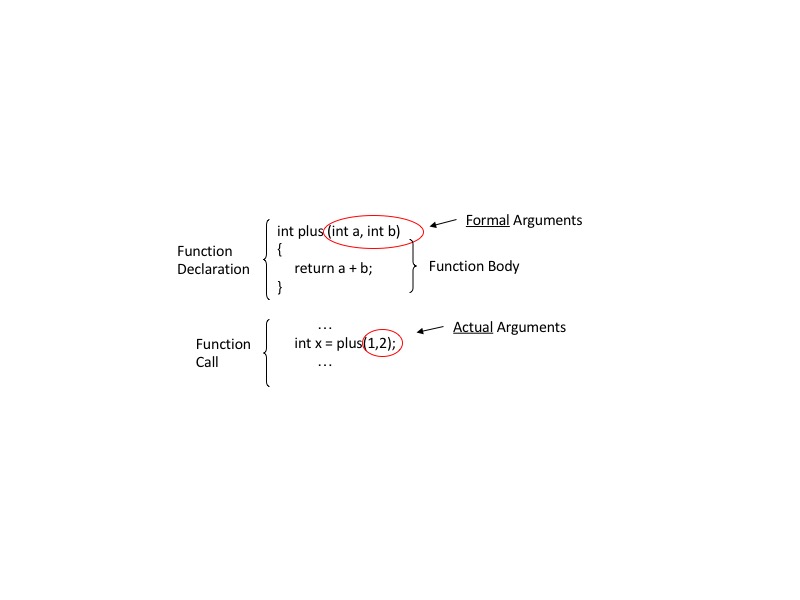 Formal Arguments
int plus (int a, int b)
{
Function
Declaration
return a + b;
Function Body
}
Actual Arguments
...
int x = plus(1,2);
Function
Call
...